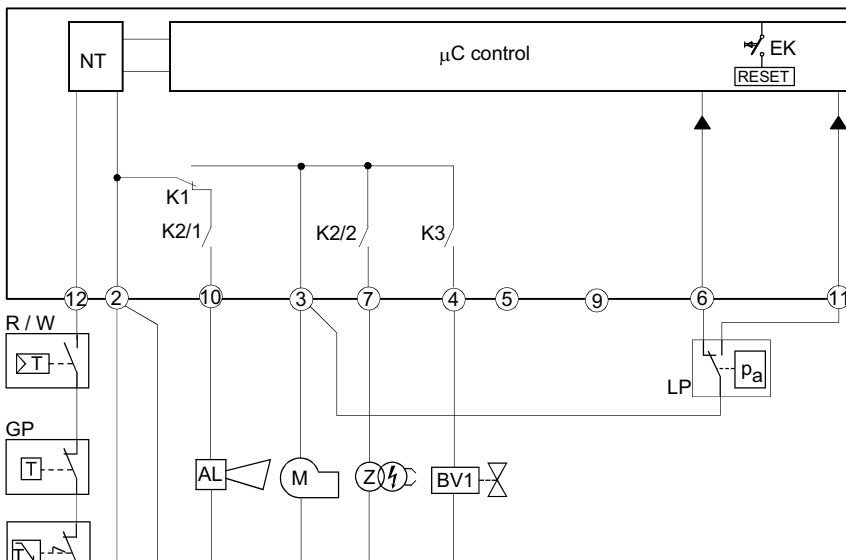 NT
μC control
EK
RESET
K1
K2/1
K2/2
K3
12
2
10
3
7
4
5
9
6
11
R / W
T
LP
pa
GP
T
AL
M
Z
BV1
T